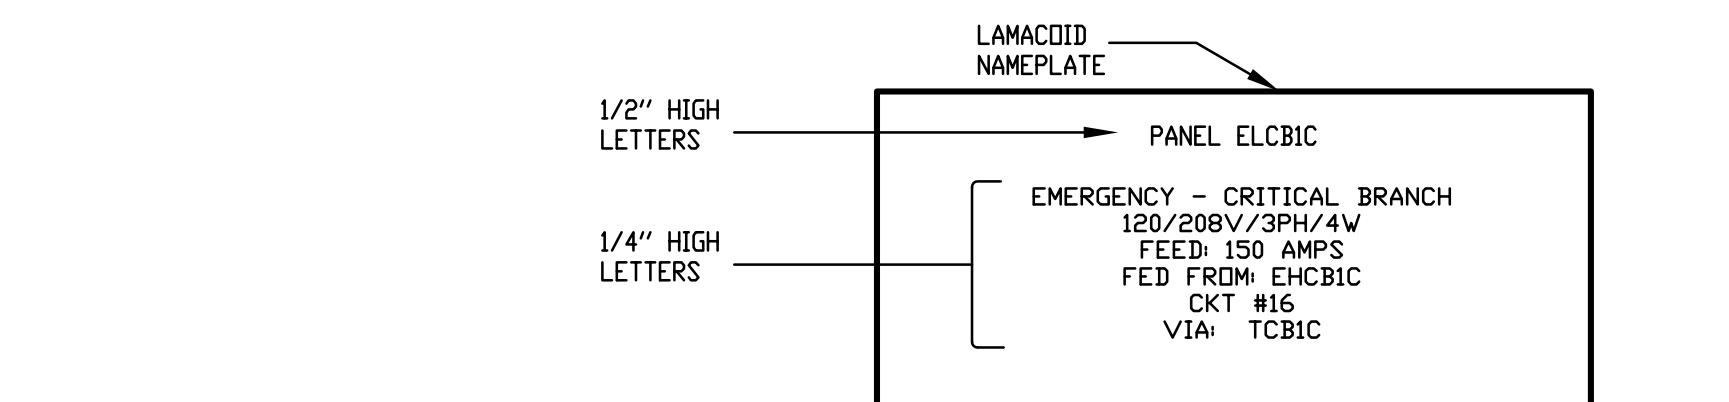 LAMACOID
NAMEPLATE
1/2" HIGH
LETTERS
PANEL ELCB1C
EMERGENCY - CRITICAL BRANCH
120/208V/3PH/4W
FEED: 150 AMPS
FED FROM: EHCB1C
CKT #16
VIA: TCB1C
1/4" HIGH
LETTERS